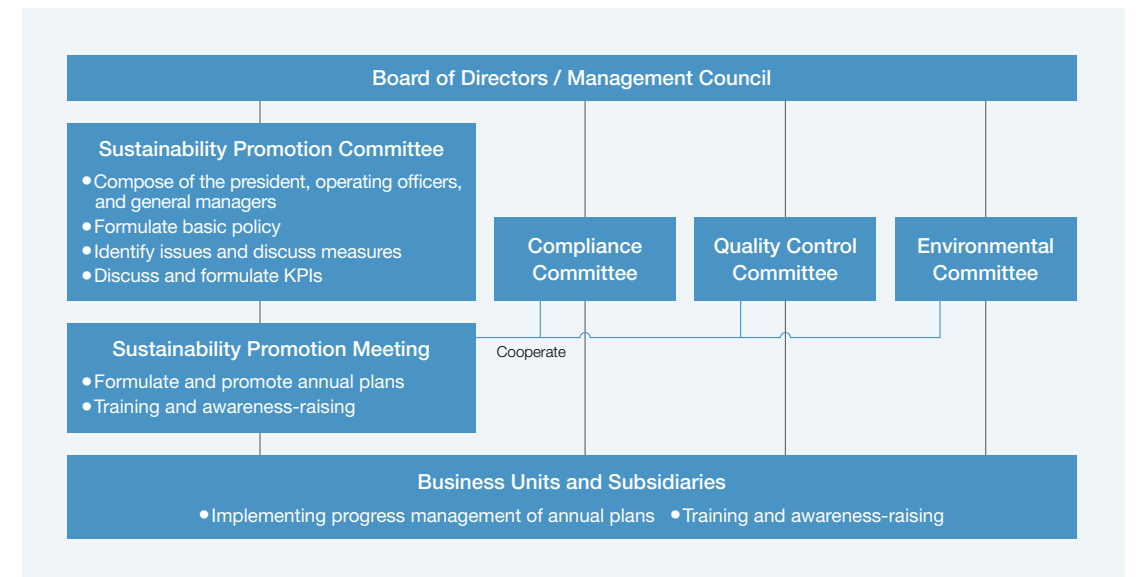 Board of Directors / Management Council
Sustainability Promotion Committee
●Compose of the president, operating officers,
and general managers
●Formulate basic policy
●Identify issues and discuss measures
●Discuss and formulate KPIs
Compliance
Committee
Quality Control
Committee
Environmental
Committee
Sustainability Promotion Meeting
●Formulate and promote annual plans
●Training and awareness-raising
Cooperate
Business Units and Subsidiaries
●Implementing progress management of annual plans ●Training and awareness-raising